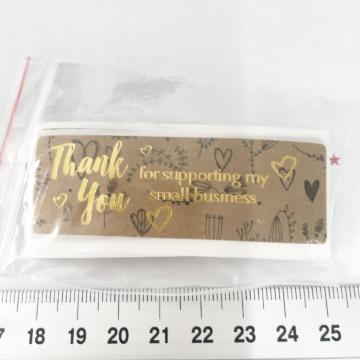 Thank You
for supporting my
small business
17 18 19 20 21 22 23 24 25